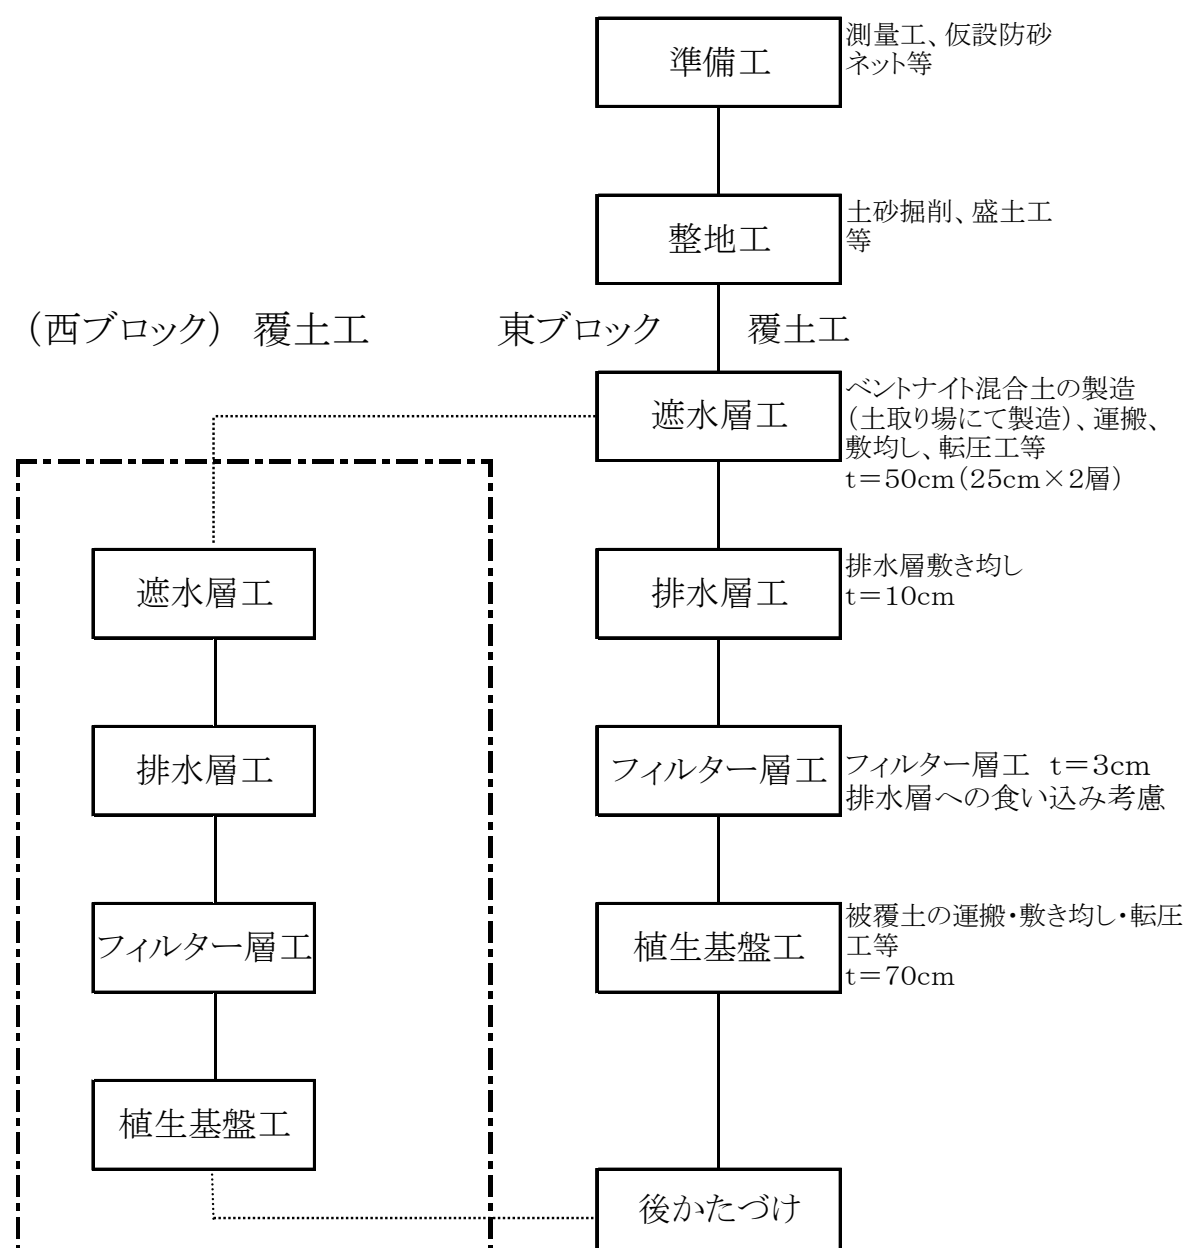 準備工
測量工、仮設防砂
ネット等
整地工
土砂掘削、盛土工
等
（西ブロック） 覆土工
東ブロック 覆土工
遮水層工
ベントナイト混合土の製造
（土取り場にて製造）、運搬、
敷均し、転圧工等
t＝50cm（25cm×2層）
遮水層工
排水層工
排水層敷き均し
t＝10cm
排水層工
フィルター層工
フィルター層工 t＝3cm
排水層への食い込み考慮
フィルター層工
植生基盤工
被覆土の運搬・敷き均し・転圧
工等
t＝70cm
植生基盤工
後かたづけ